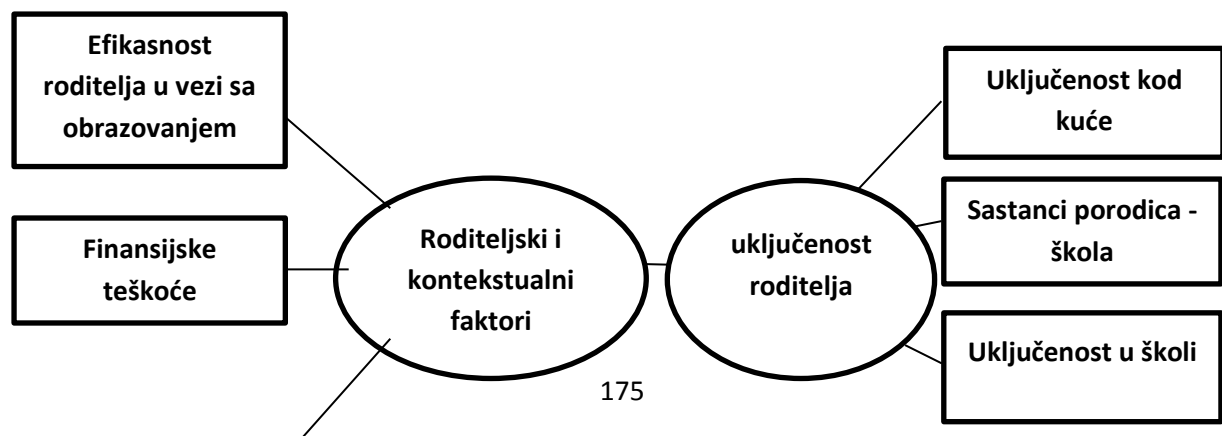 Efikasnost
roditelja u vezi sa
obrazovanjem
Finansijske
teškoće
Roditeljski i
kontekstualni
faktori
uključenost
roditelja
Uključenost kod
kuće
Sastanci porodica -
škola
Uključenost u školi
175